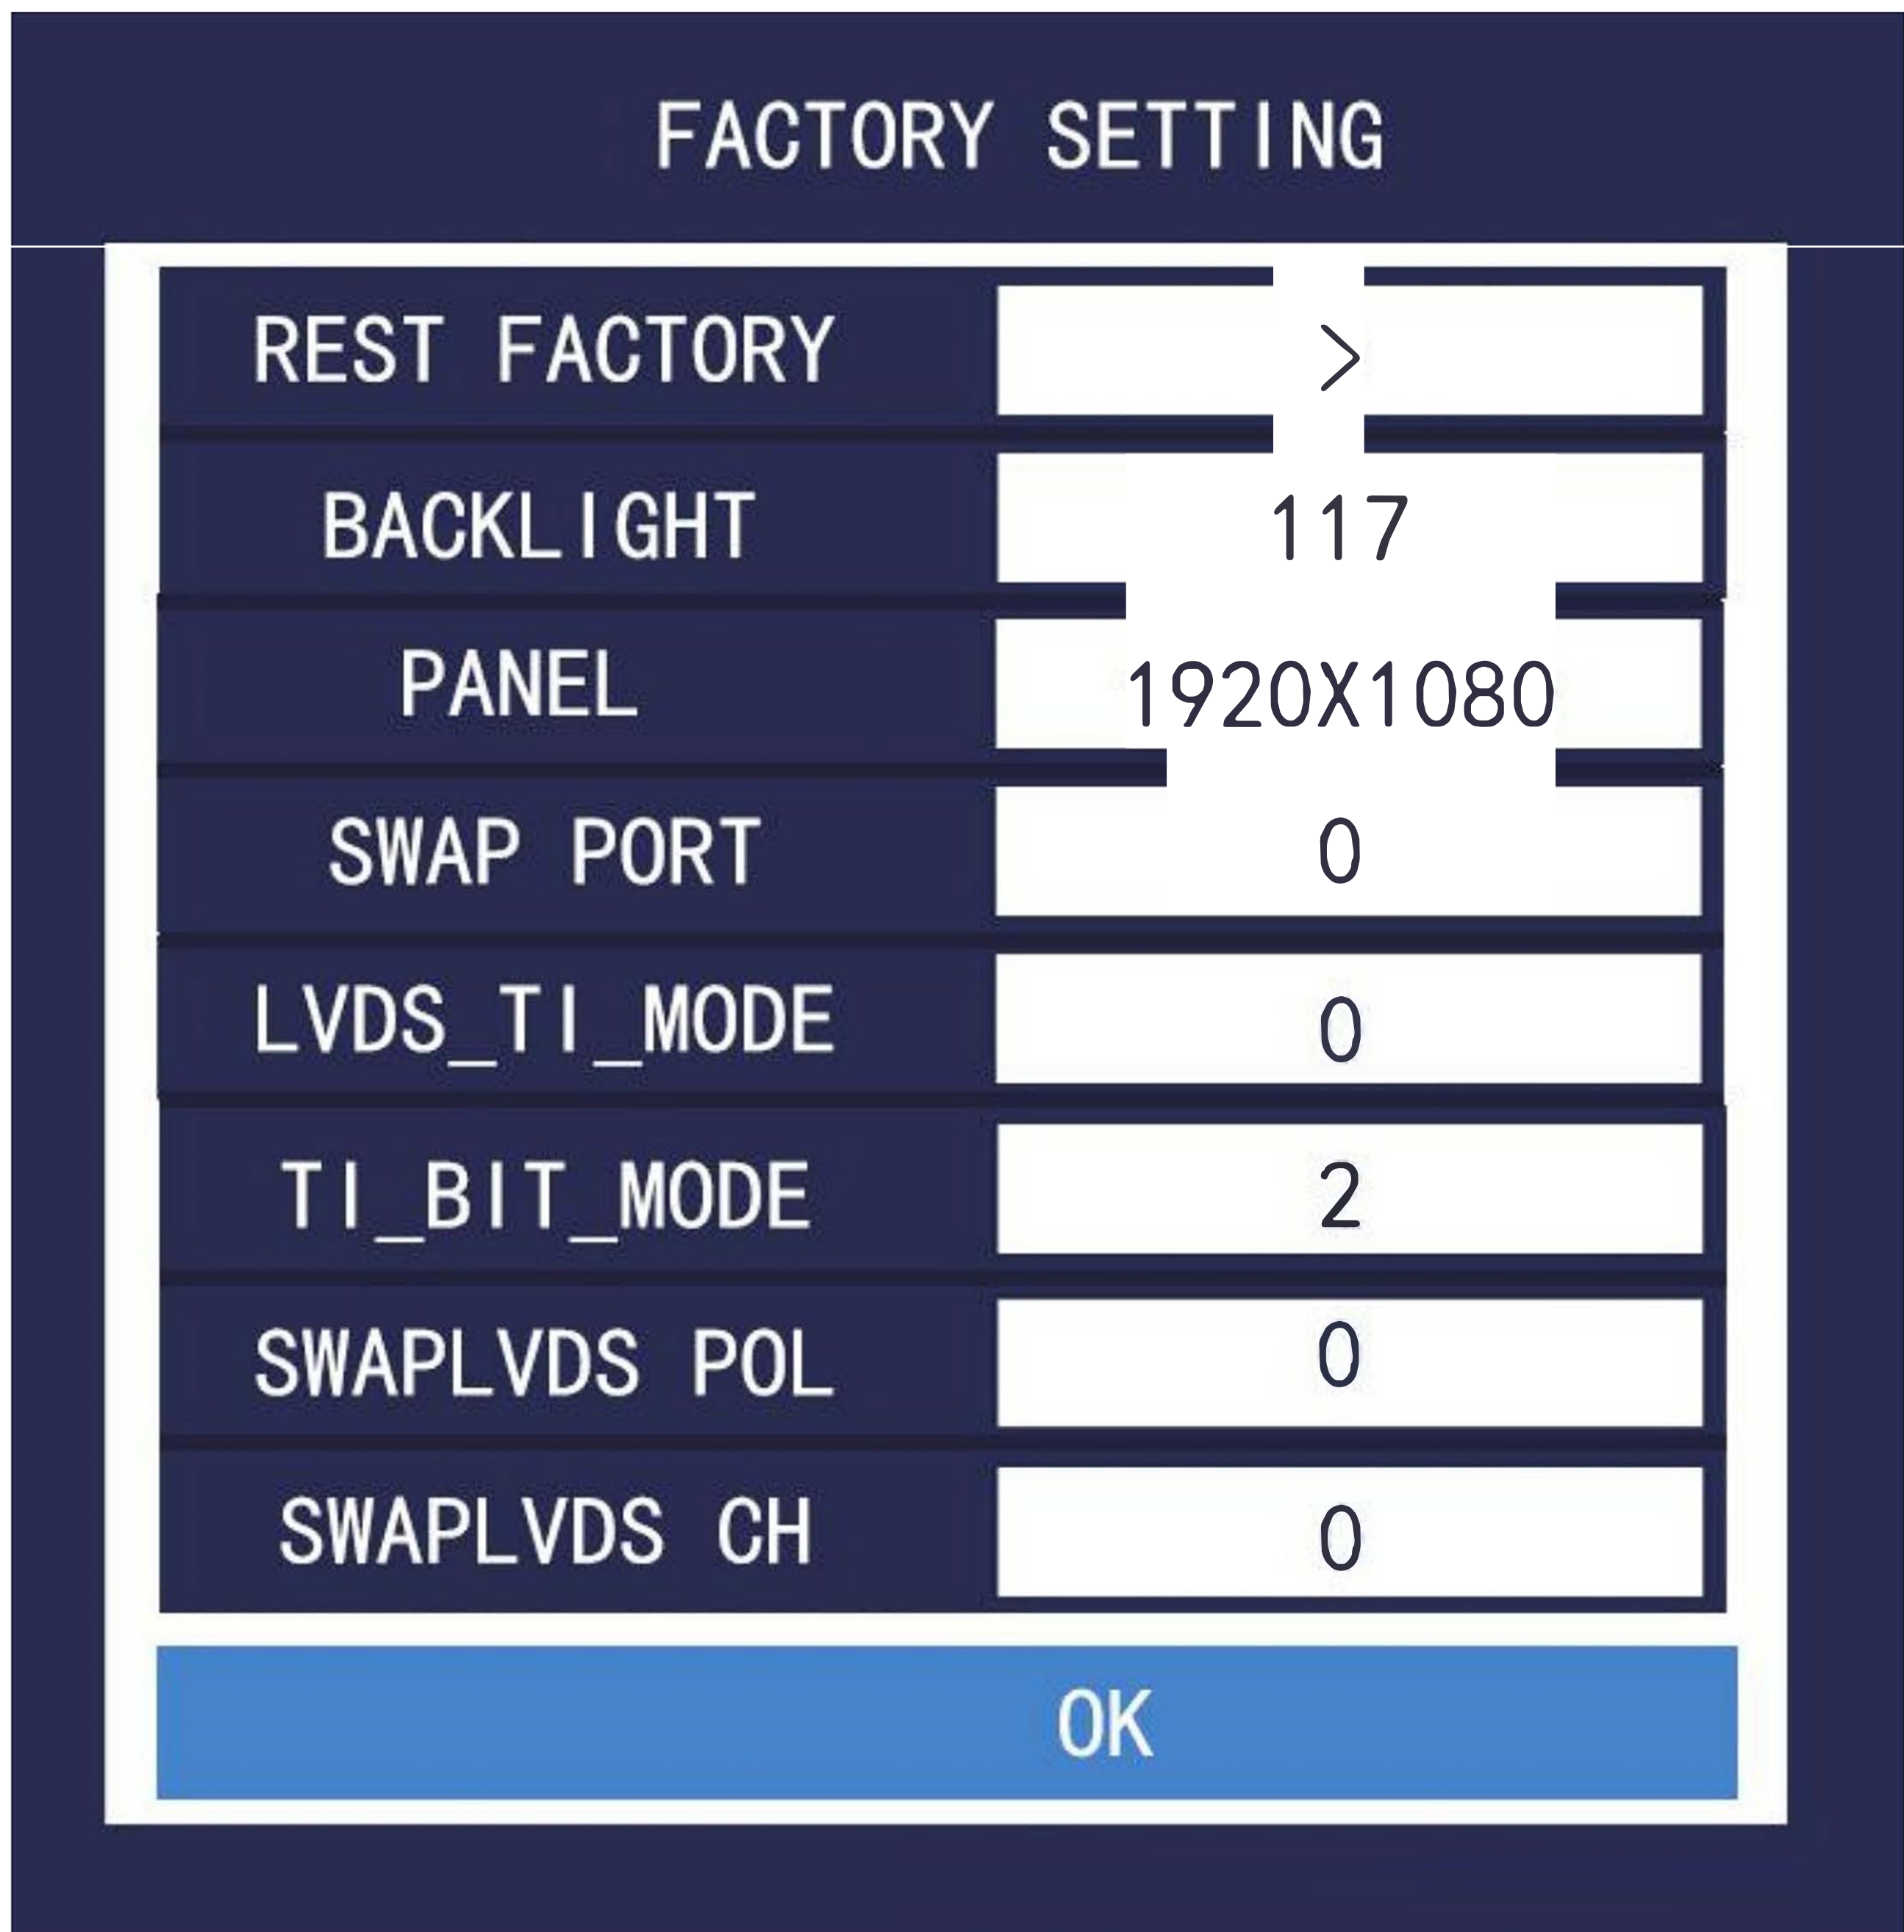 FACTORY SETTING
REST FACTORY >
BACKLIGHT 117
PANEL 1920X1080
SWAP PORT 0
LVDS_TI_MODE 0
TI_BIT_MODE 2
SWAPLVDS POL 0
SWAPLVDS CH 0
OK